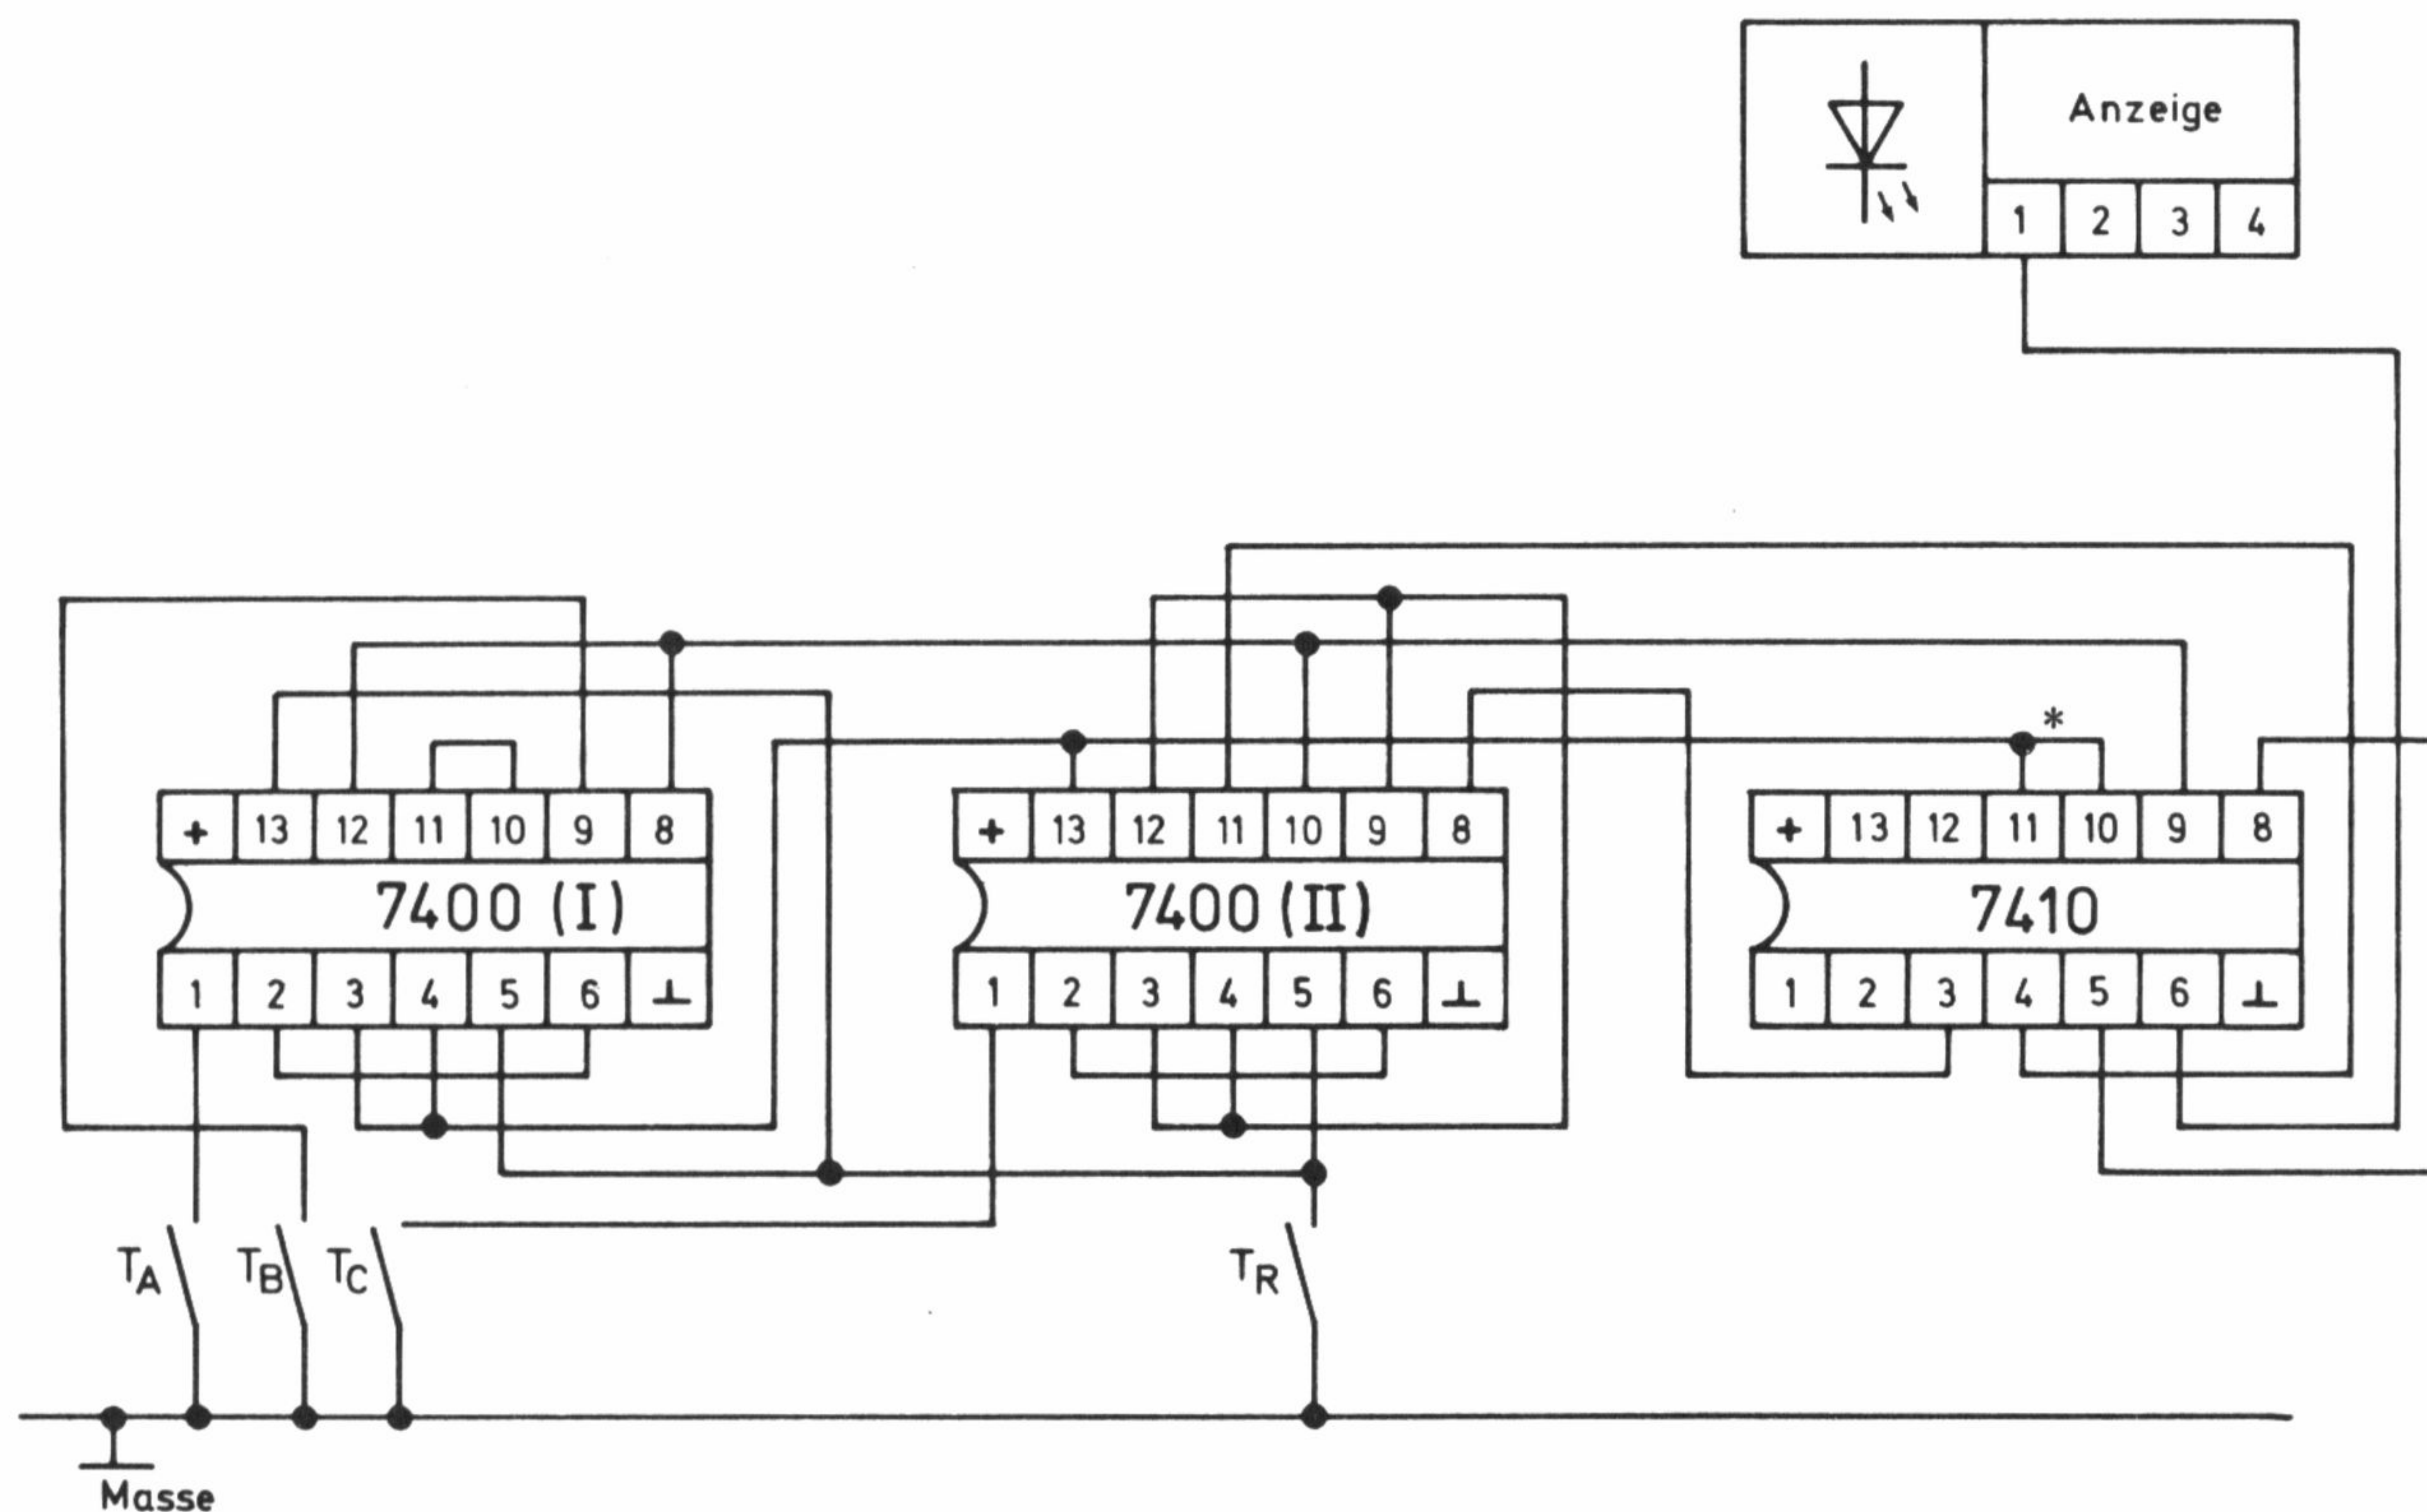 Anzeige
1 2 3 4
*
+ 13 12 11 10 9 8
7400 (I)
1 2 3 4 5 6 ⊥
+ 13 12 11 10 9 8
7400 (II)
1 2 3 4 5 6 ⊥
+ 13 12 11 10 9 8
7410
1 2 3 4 5 6 ⊥
TA
TB
TC
TR
Masse